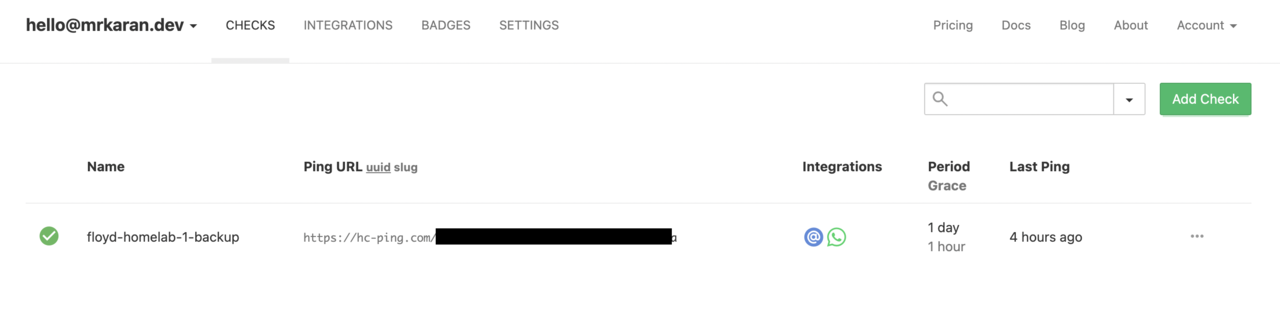 hello@mrkaran.dev CHECKS INTEGRATIONS BADGES SETTINGS Pricing Docs Blog About Account
Add Check
Name Ping URL uuid slug Integrations Period Last Ping
Grace
floyd-homelab-1-backup https://hc-ping.com/ a 1 day 4 hours ago
1 hour